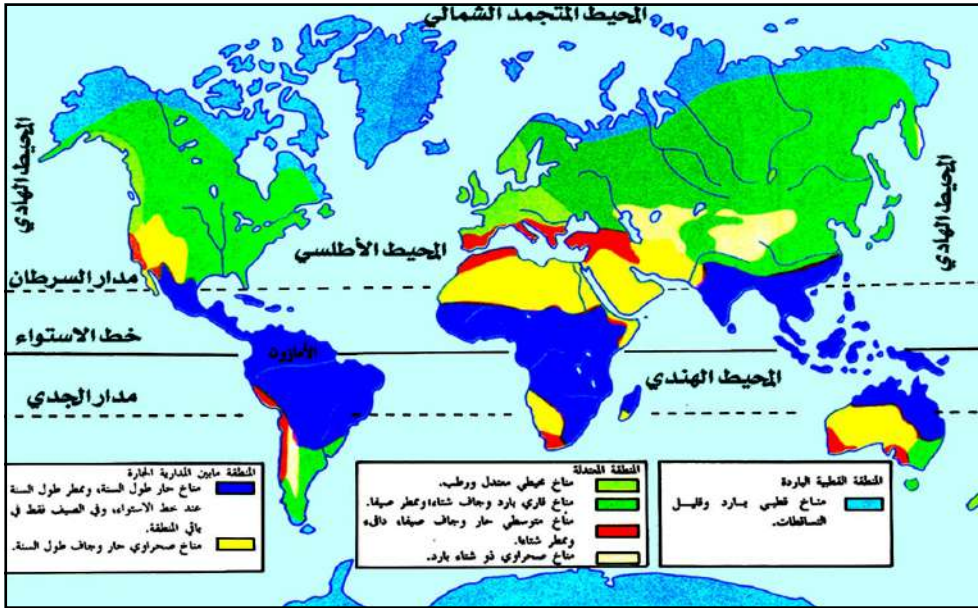 المحيط المتجمد الشمالي
المحيط الهادي
المحيط الهادي
المحيط الأطلسي
مدار السرطان
خط الاستواء
الأمازون
المحيط الهندي
مدار الجدي
المنطقة القطبية الباردة
مناخ قطبي بارد وقليل
التساقطات.
المنطقة المعتدلة
مناخ محيطي معتدل ورطب.
مناخ قاري بارد وجاف شتاء، وممطر صيفا.
مناخ متوسطي حار وجاف صيفا، دافىء
وممطر شتاءا.
مناخ صحراوي ذو شتاء بارد.
المنطقة مابين المدارية الحارة
مناخ حار طول السنة، وممطر طول السنة
عند خط الاستواء، وفي الصيف فقط في
باقي المنطقة.
مناخ صحراوي حار وجاف طول السنة.